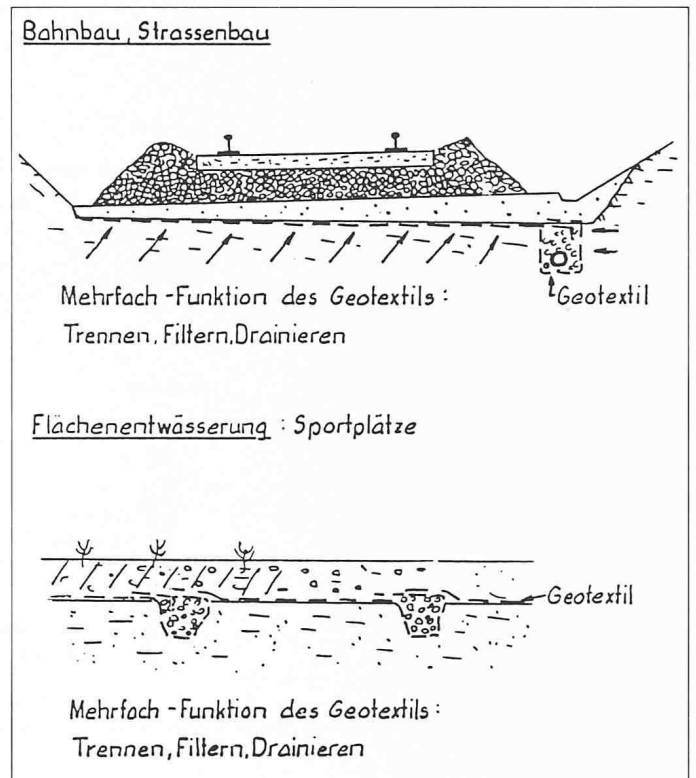 Bahnbau, Strassenbau
Geotextil
Mehrfach-Funktion des Geotextils:
Trennen, Filtern, Drainieren
Flächenentwässerung: Sportplätze
Geotextil
Mehrfach-Funktion des Geotextils:
Trennen, Filtern, Drainieren